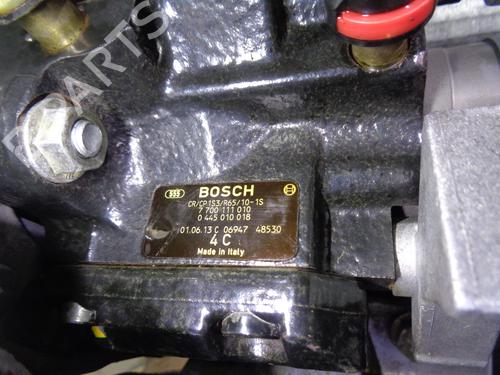 PARTS
BOSCH
CR/CP1S3/R65/10-1S
7 700 111 010
0 445 010 018
01.06.13 C 06947 48530
4 C
Made in Italy